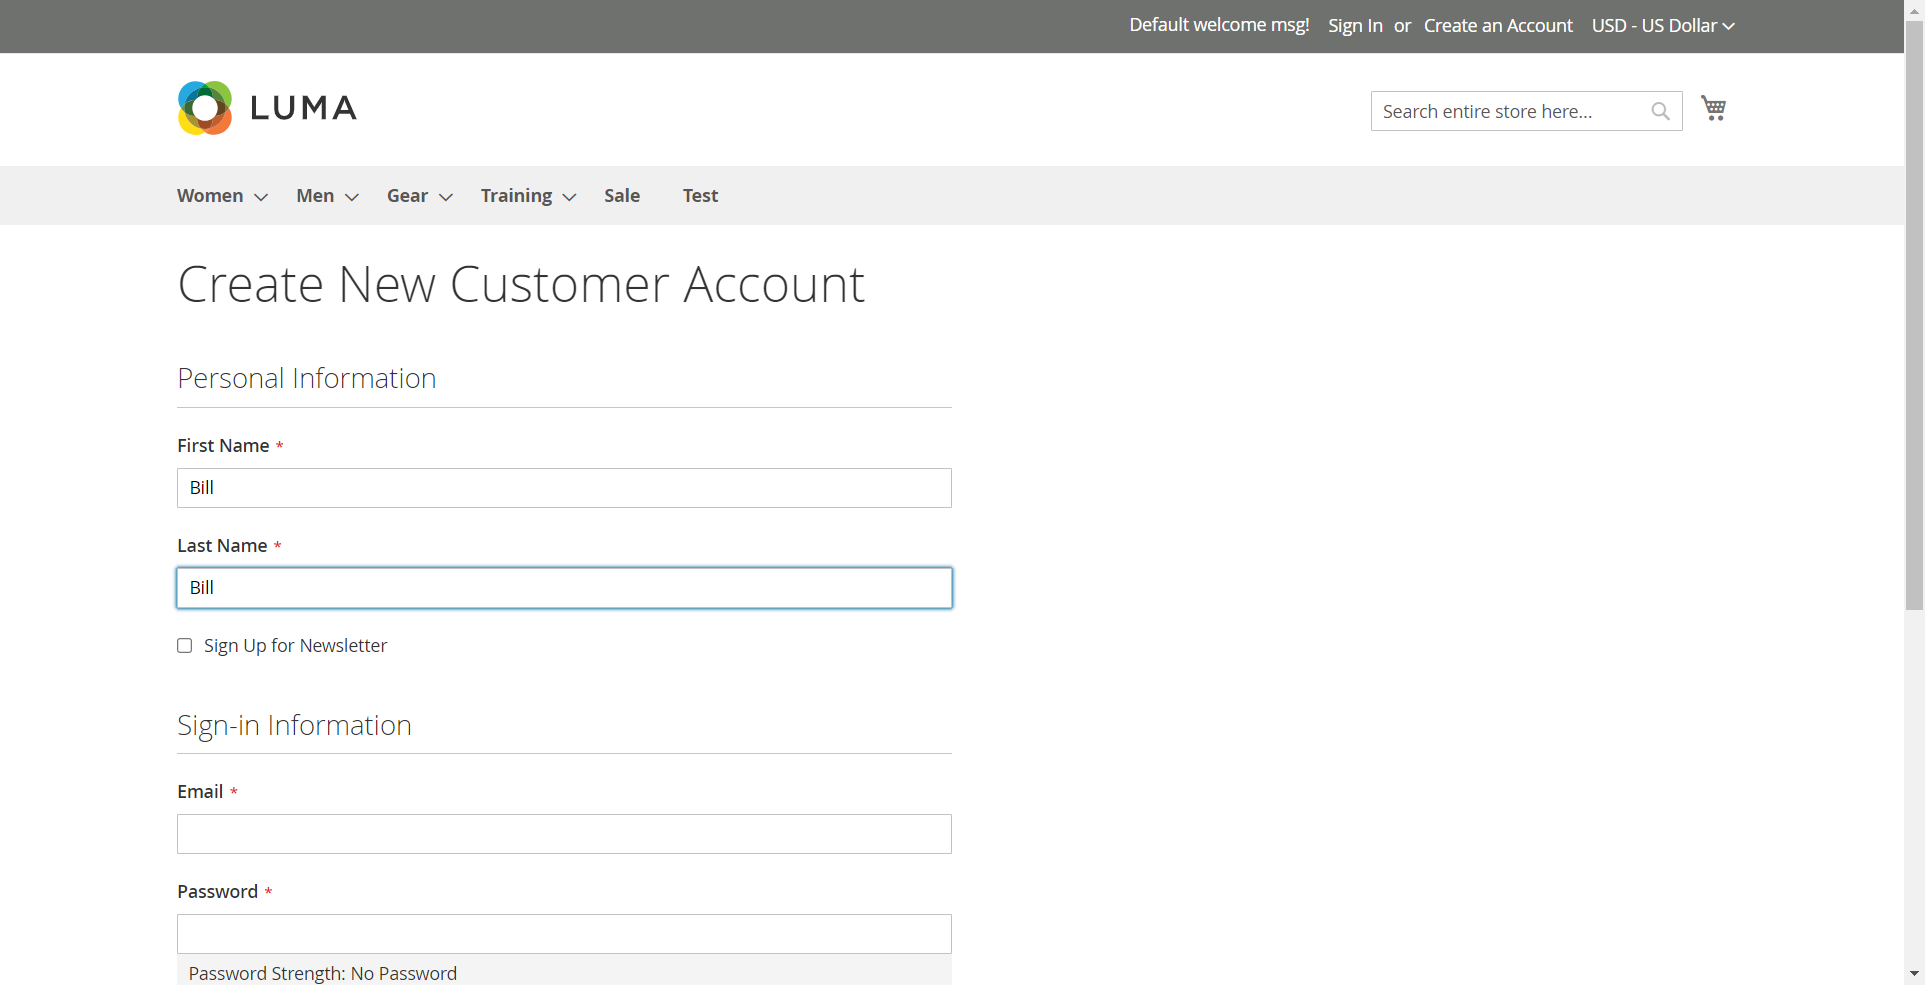 Default welcome msg! Sign In or Create an Account USD - US Dollar
LUMA
Search entire store here...
Women Men Gear Training Sale Test
Create New Customer Account
Personal Information
First Name *
Bill
Last Name *
Bill
Sign Up for Newsletter
Sign-in Information
Email *
Password *
Password Strength: No Password